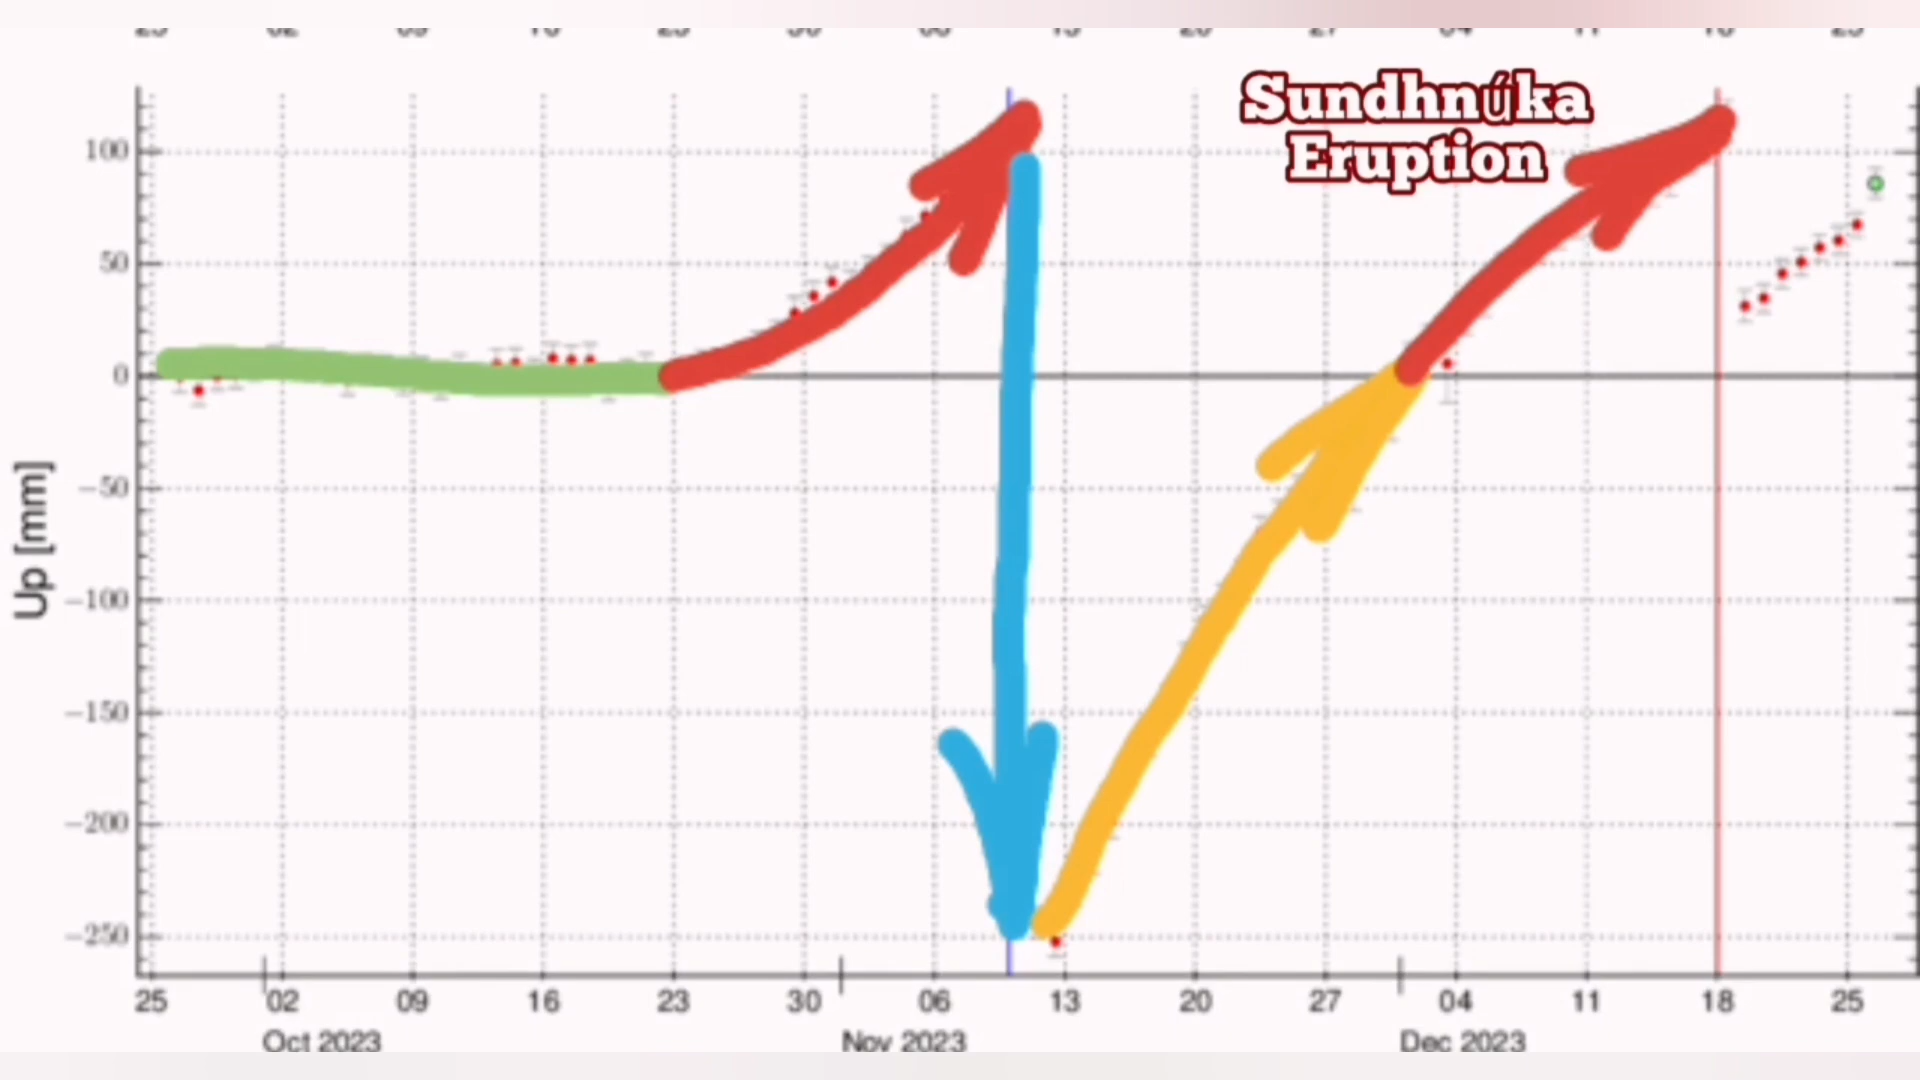 Sundhnúka
Eruption
100
50
0
−50
−100
−150
−200
−250
Up [mm]
25 02 09 16 23 30 06 13 20 27 04 11 18 25
Oct 2023 Nov 2023 Dec 2023